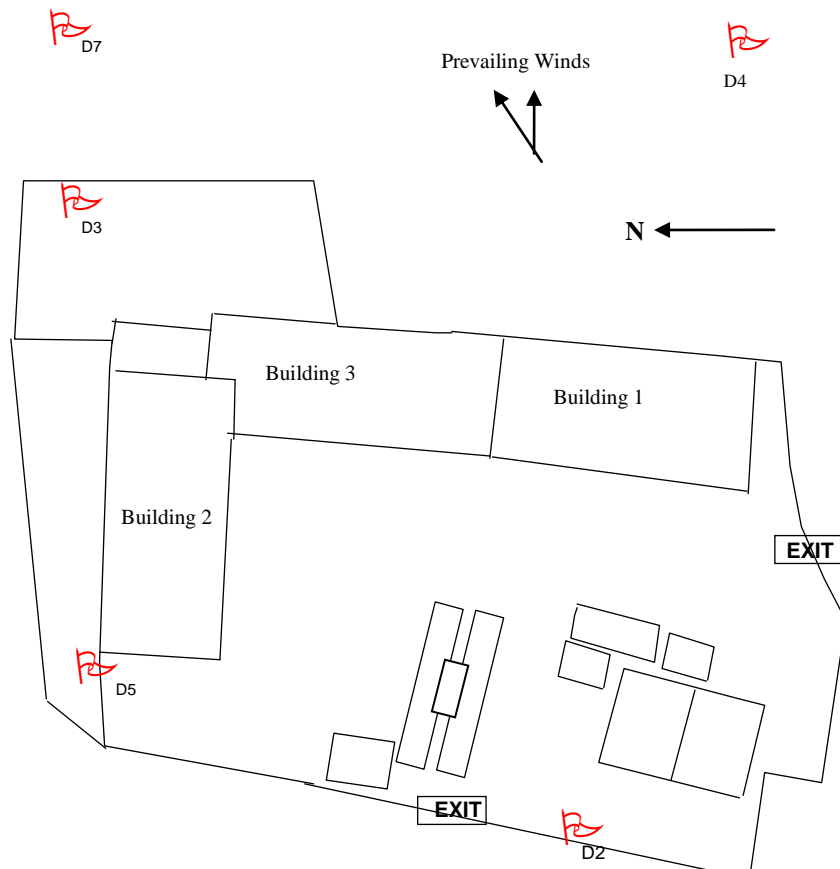 D7
Prevailing Winds
D4
D3
N
Building 3
Building 1
Building 2
EXIT
D5
EXIT
D2